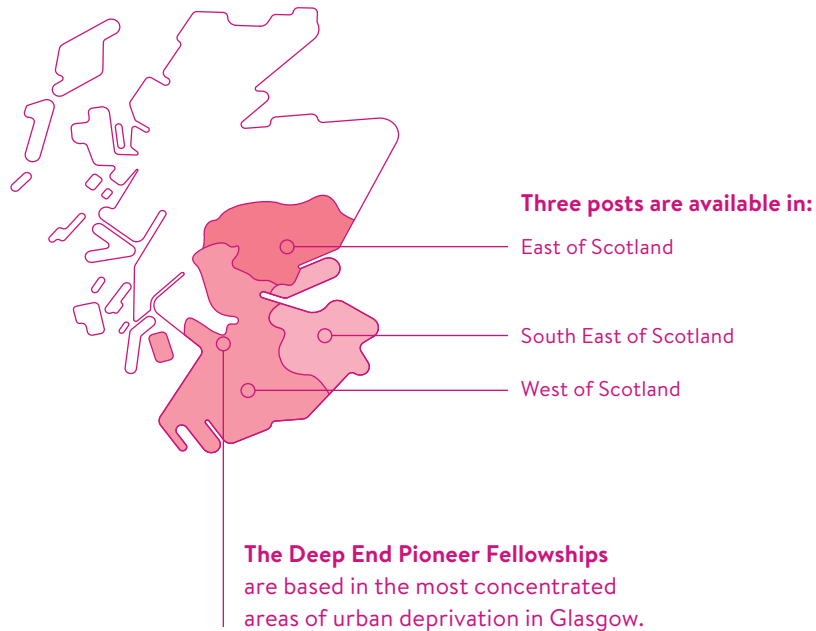 Three posts are available in:
East of Scotland
South East of Scotland
West of Scotland
The Deep End Pioneer Fellowships
are based in the most concentrated
areas of urban deprivation in Glasgow.